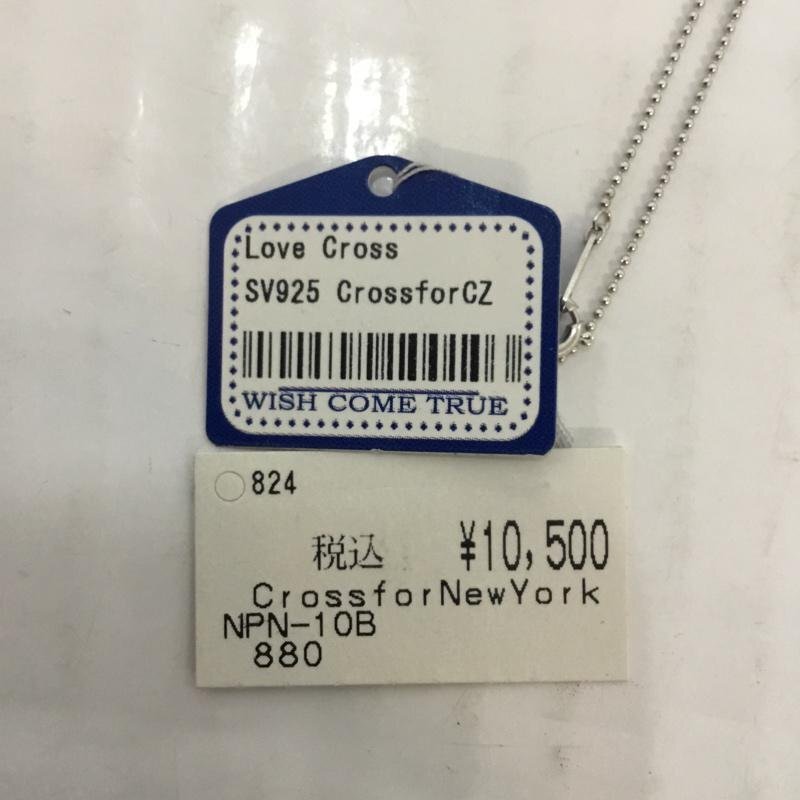 Love Cross
SV925 CrossforCZ
WISH COME TRUE
824
税込 ¥10,500
CrossforNewYork
NPN-10B
880